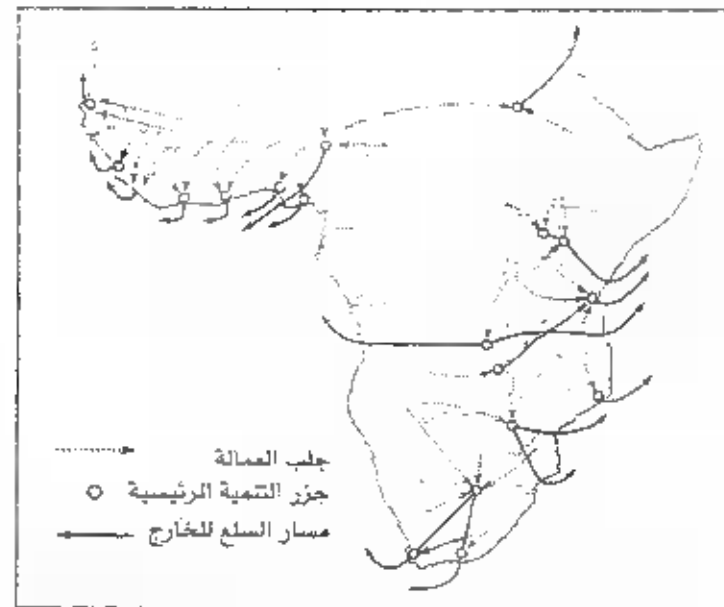 جلب العمالة
جزر التنمية الرئيسية
مسار السلع للخارج